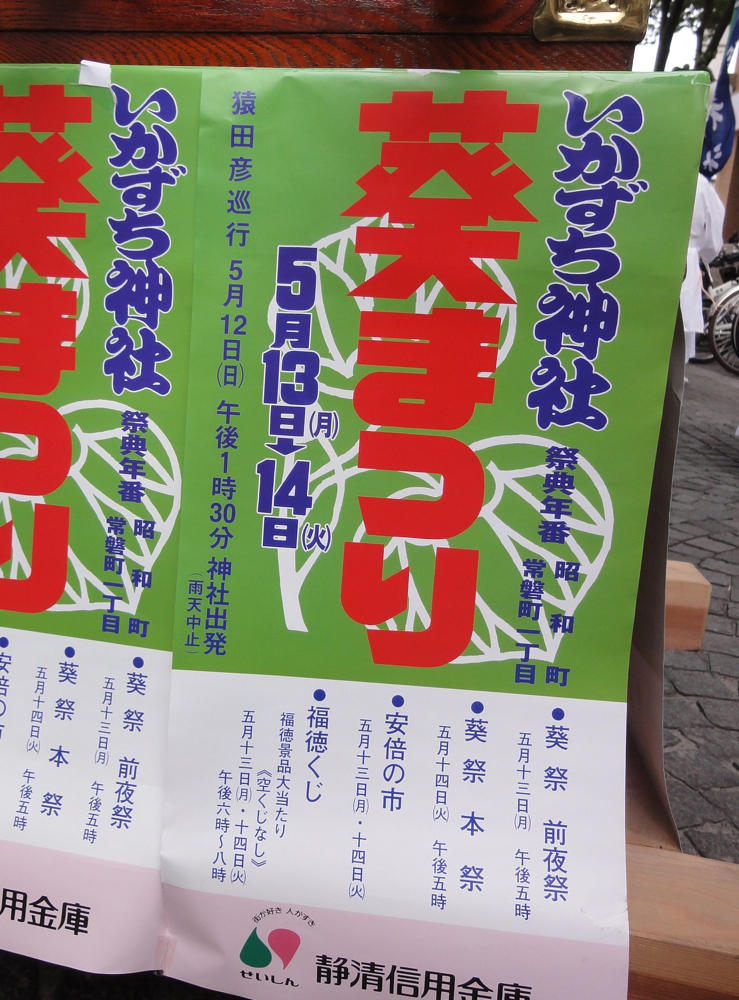 いかずち神社
祭典年番
昭和町
常磐町一丁目
葵まつり
5月13日(月)→14日(火)
猿田彦巡行 5月12日(日) 午後1時30分 神社出発
(雨天中止)
●葵祭 前夜祭
五月十三日(月) 午後五時
●葵祭 本祭
五月十四日(火) 午後五時
●安倍の市
五月十三日(月)・十四日(火)
●福徳くじ
福徳景品大当たり
《空くじなし》
五月十三日(月)・十四日(火)
午後六時〜八時
街が好き 人がすき
せいしん
静清信用金庫
いかずち神社
祭典年番
昭和町
常磐町一丁目
葵まつり
●葵祭 前夜祭
五月十三日(月) 午後五時
●葵祭 本祭
五月十四日(火) 午後五時
●安倍の市
用金庫